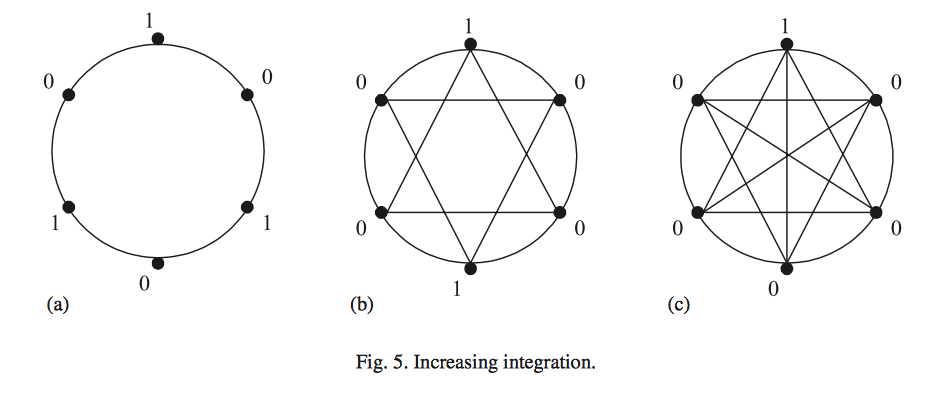 1 1 1
0 0 0 0 0 0
1 1 0 0 0 0
0 1 0
(a) (b) (c)
Fig. 5. Increasing integration.